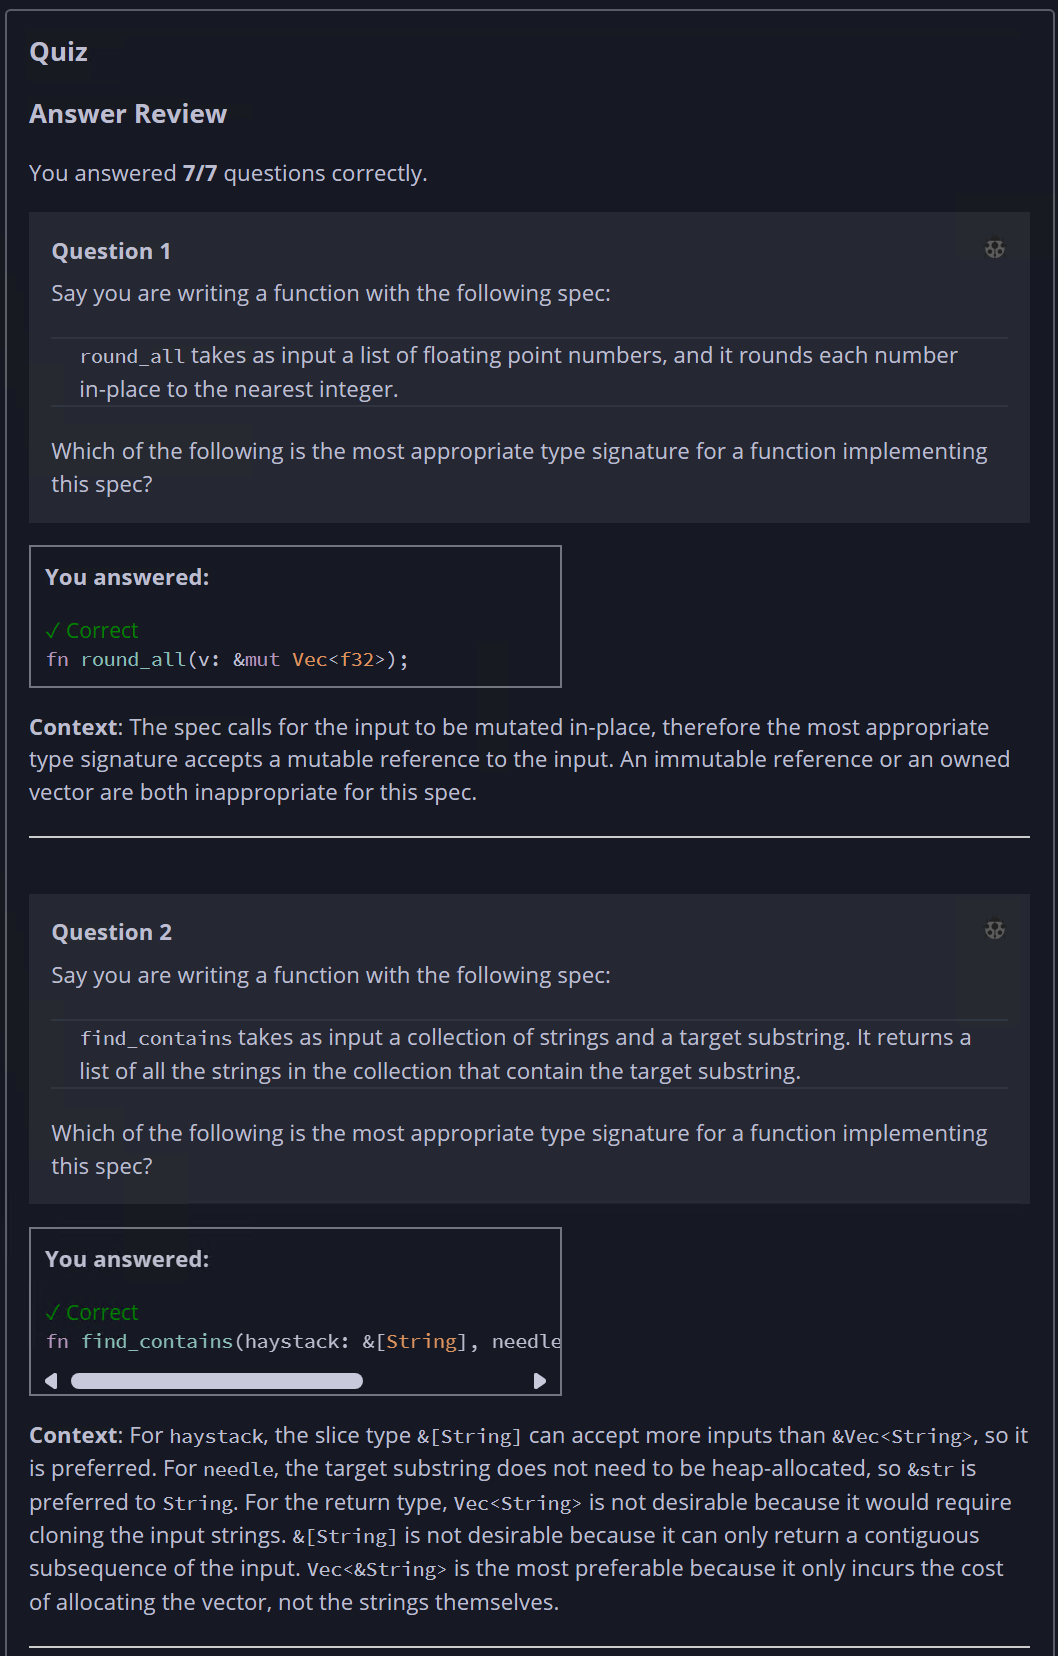 Quiz
Answer Review
You answered 7/7 questions correctly.
Question 1
Say you are writing a function with the following spec:
round_all takes as input a list of floating point numbers, and it rounds each number
in-place to the nearest integer.
Which of the following is the most appropriate type signature for a function implementing
this spec?
You answered:
✓ Correct
fn round_all(v: &mut Vec<f32>);
Context: The spec calls for the input to be mutated in-place, therefore the most appropriate
type signature accepts a mutable reference to the input. An immutable reference or an owned
vector are both inappropriate for this spec.
Question 2
Say you are writing a function with the following spec:
find_contains takes as input a collection of strings and a target substring. It returns a
list of all the strings in the collection that contain the target substring.
Which of the following is the most appropriate type signature for a function implementing
this spec?
You answered:
✓ Correct
fn find_contains(haystack: &[String], needle
Context: For haystack, the slice type &[String] can accept more inputs than &Vec<String>, so it
is preferred. For needle, the target substring does not need to be heap-allocated, so &str is
preferred to String. For the return type, Vec<String> is not desirable because it would require
cloning the input strings. &[String] is not desirable because it can only return a contiguous
subsequence of the input. Vec<&String> is the most preferable because it only incurs the cost
of allocating the vector, not the strings themselves.